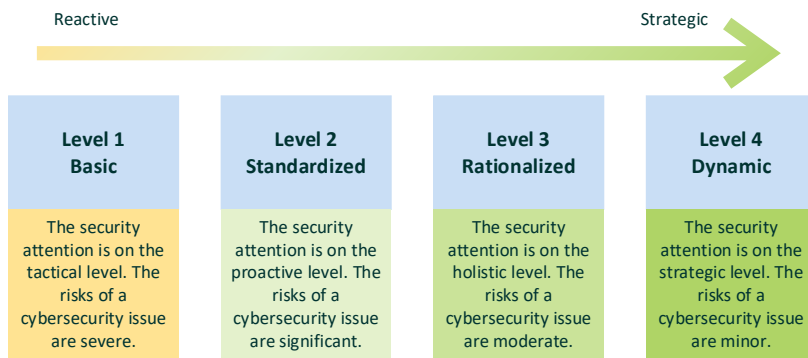 Reactive
Strategic
Level 1
Basic
The security
attention is on the
tactical level. The
risks of a
cybersecurity issue
are severe.
Level 2
Standardized
The security
attention is on the
proactive level. The
risks of a
cybersecurity issue
are significant.
Level 3
Rationalized
The security
attention is on the
holistic level. The
risks of a
cybersecurity issue
are moderate.
Level 4
Dynamic
The security
attention is on the
strategic level. The
risks of a
cybersecurity issue
are minor.